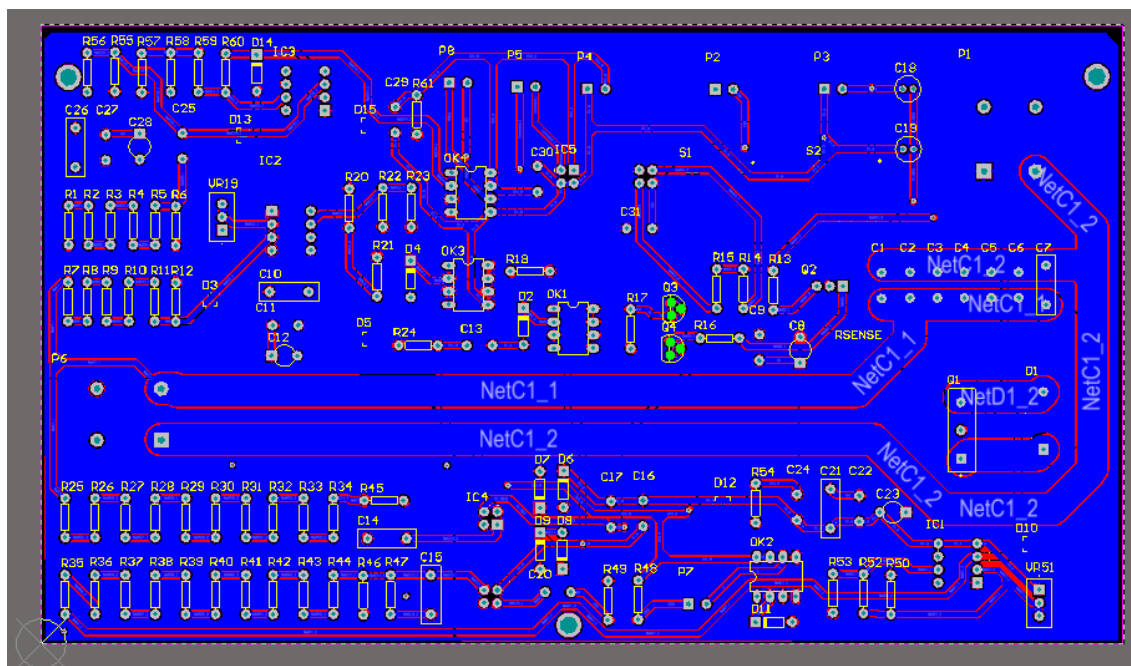 R56 R55 R57 R58 R59 R60 D14 IC3 P8 P5 P4 P2 P3 P1
C26 C27 C28 C25 D13 C29 R61 D15 C18
C19
IC2 OK4 C30 IC5 S1 S2
R1 R2 R3 R4 R5 R6 VR19 R20 R22 R23 C31 NetC1_2
R21 D4 OK3 R18 R15 R14 R13 Q2 C1 C2 C3 C4 C5 C6 C7
NetC1_2
R7 R8 R9 R10 R11 R12 D3 C10 D2 OK1 R17 Q3 C9 NetC1_1
C11 C12 D5 R24 C13 Q4 R16 C8 RSENSE
P6 NetC1_1 NetC1_1 NetC1_2
Q1 D1
NetD1_2
NetC1_2 NetC1_2
D7 D6
R25 R26 R27 R28 R29 R30 R31 R32 R33 R34 R45 IC4 C17 C16 D12 R54 C24 C21 C22 C23 NetC1_2
C14 D9 D8 OK2 IC1 D10
R35 R36 R37 R38 R39 R40 R41 R42 R43 R44 R46 R47 C15 C20 R49 R48 P7 R53 R52 R50 VR51
D11